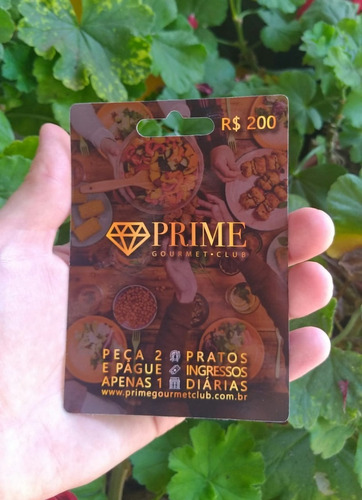 R$ 200
PRIME
GOURMET•CLUB
PEÇA 2 PRATOS
E PAGUE INGRESSOS
APENAS 1 DIÁRIAS
www.primegourmetclub.com.br